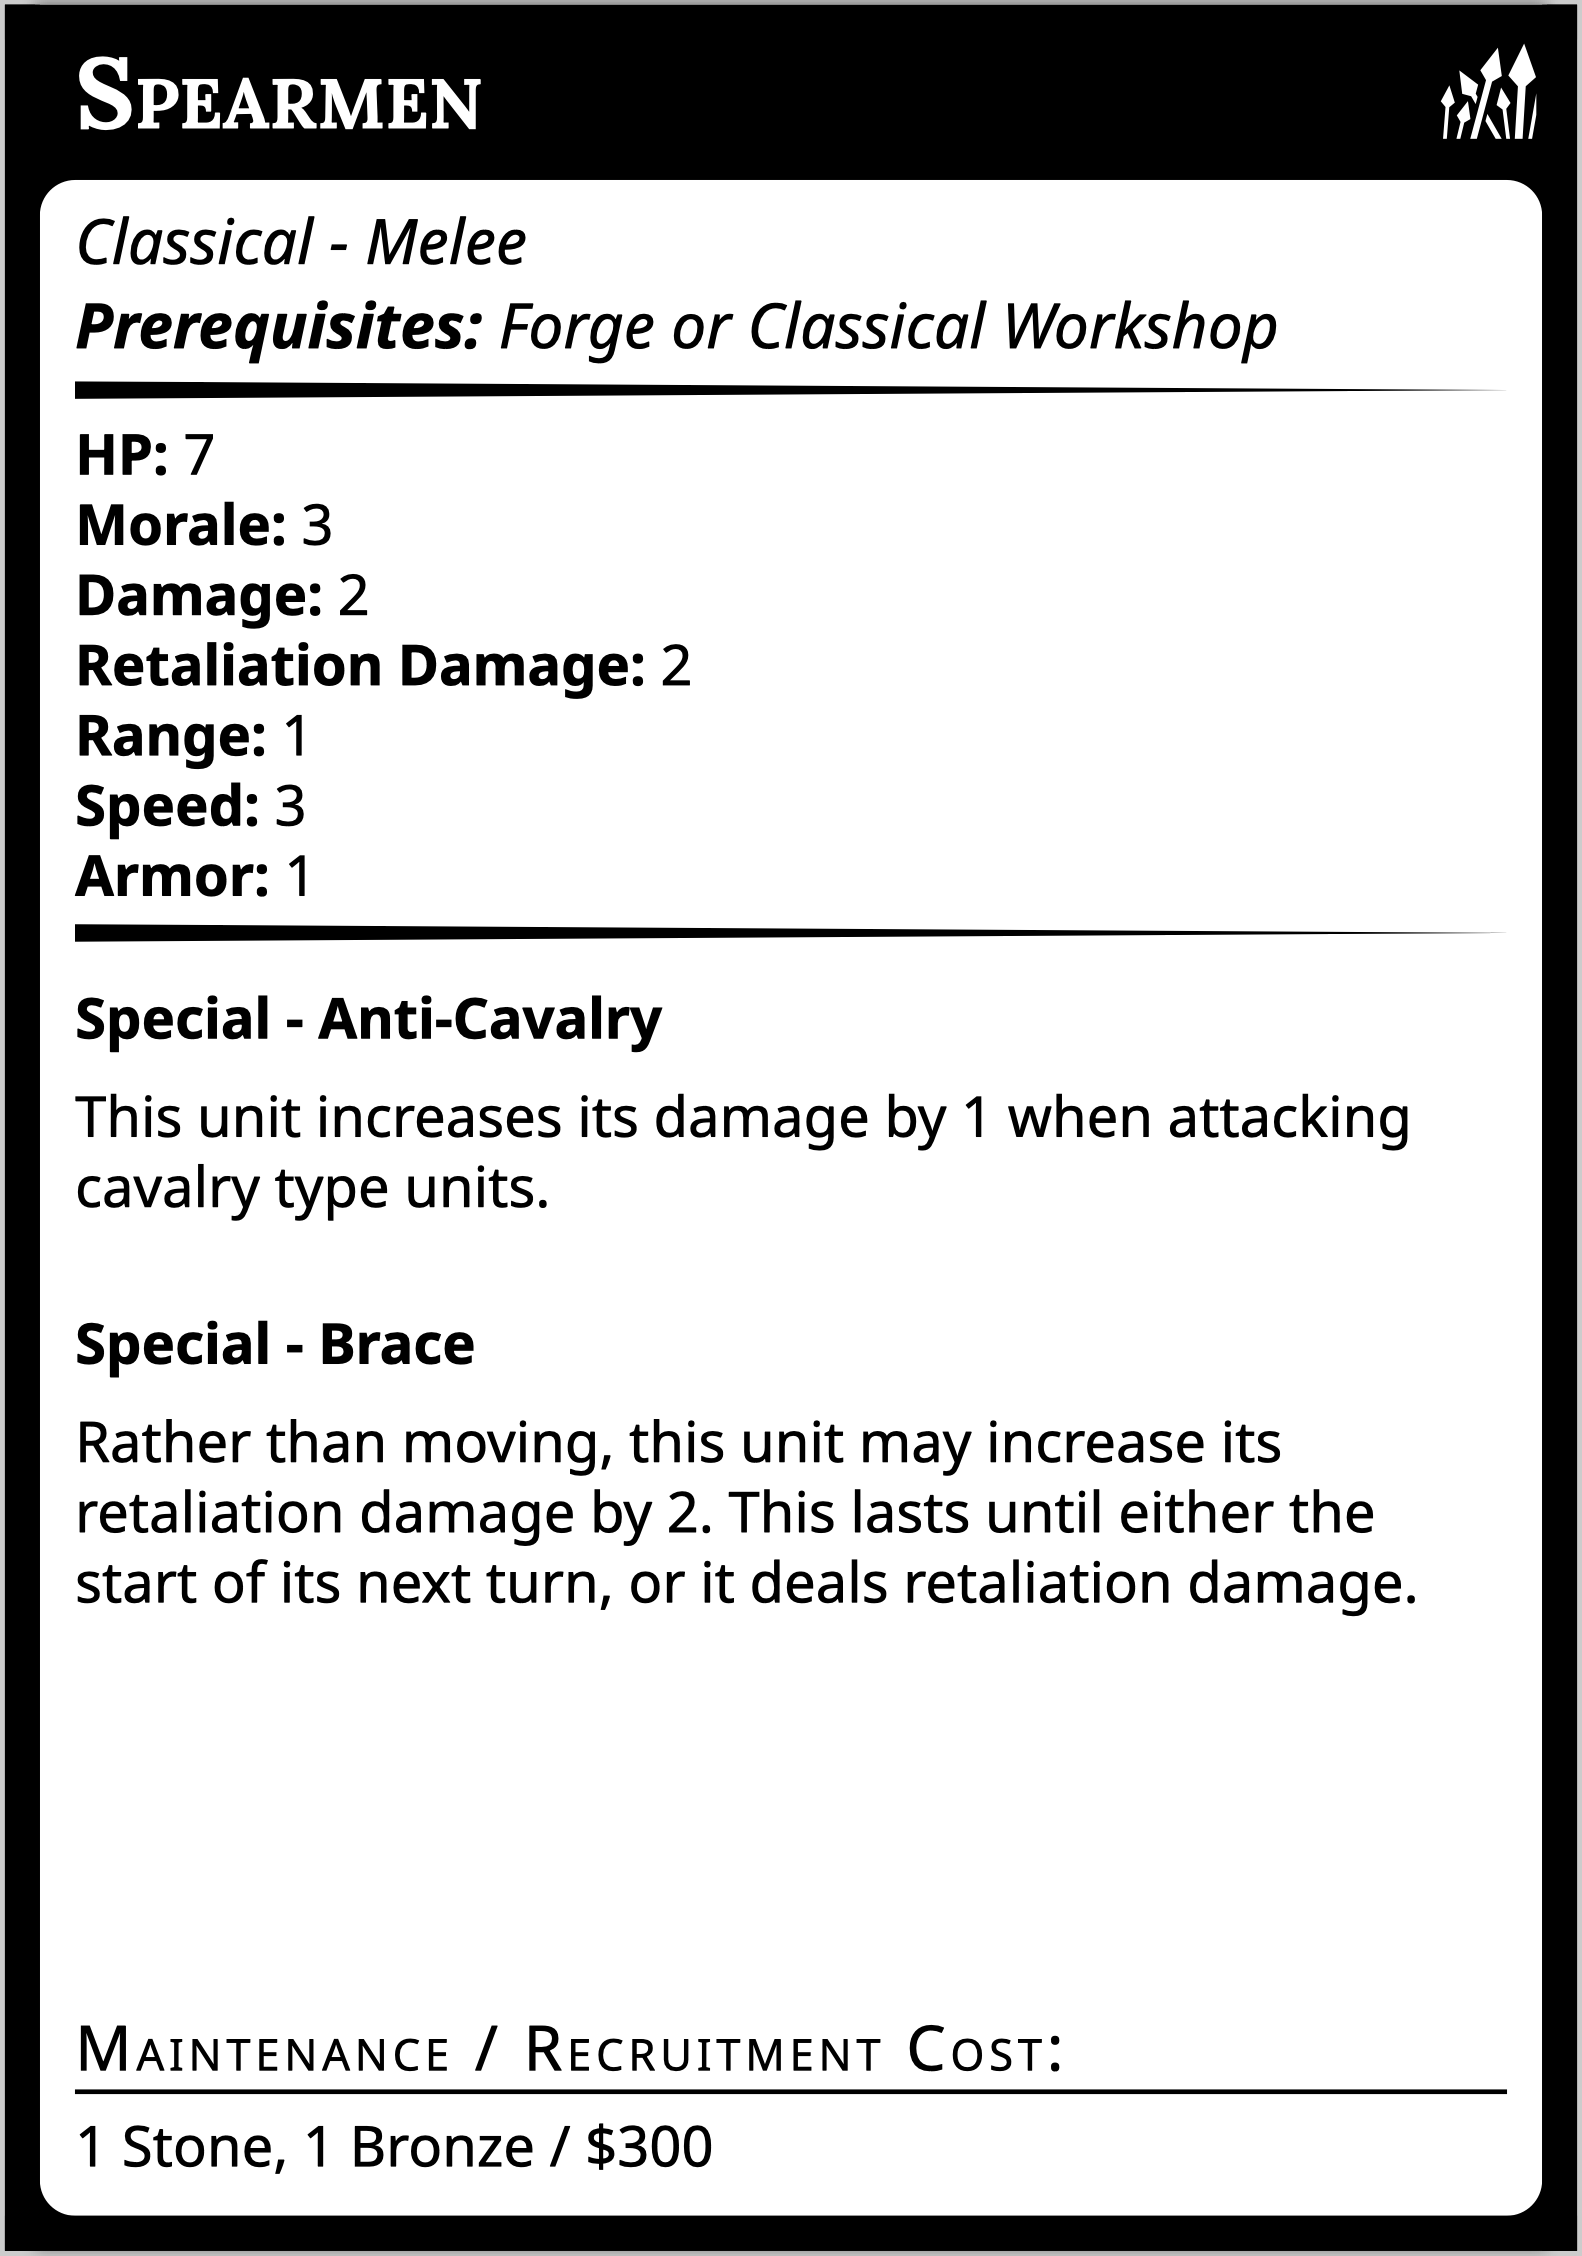 Spearmen
Classical - Melee
Prerequisites: Forge or Classical Workshop
HP: 7
Morale: 3
Damage: 2
Retaliation Damage: 2
Range: 1
Speed: 3
Armor: 1
Special - Anti-Cavalry
This unit increases its damage by 1 when attacking
cavalry type units.
Special - Brace
Rather than moving, this unit may increase its
retaliation damage by 2. This lasts until either the
start of its next turn, or it deals retaliation damage.
Maintenance / Recruitment Cost:
1 Stone, 1 Bronze / $300